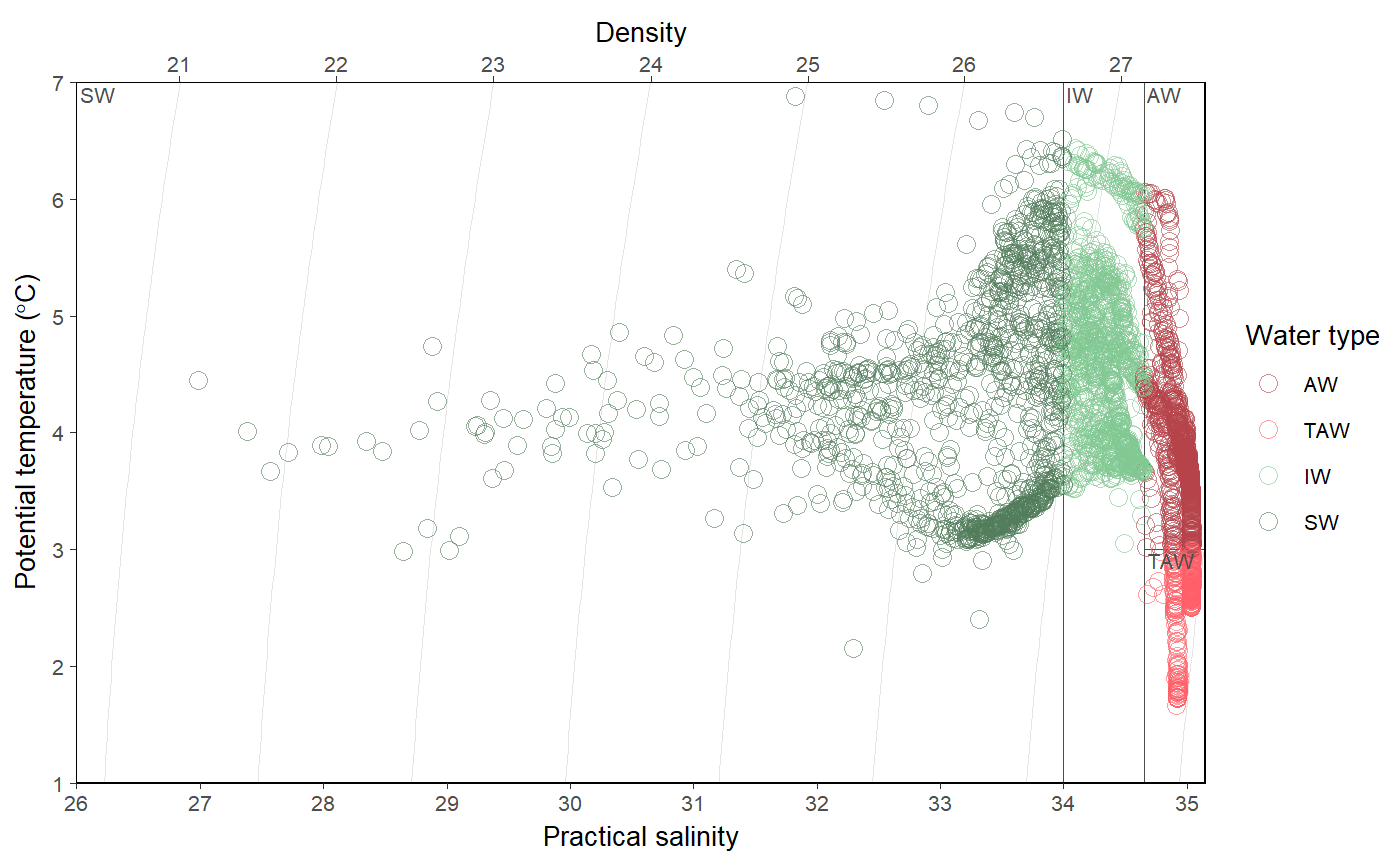 Density
21 22 23 24 25 26 27
7
SW IW AW
6
5
4
3
2
1
TAW
26 27 28 29 30 31 32 33 34 35
Practical salinity
Potential temperature (°C)
Water type
AW
TAW
IW
SW